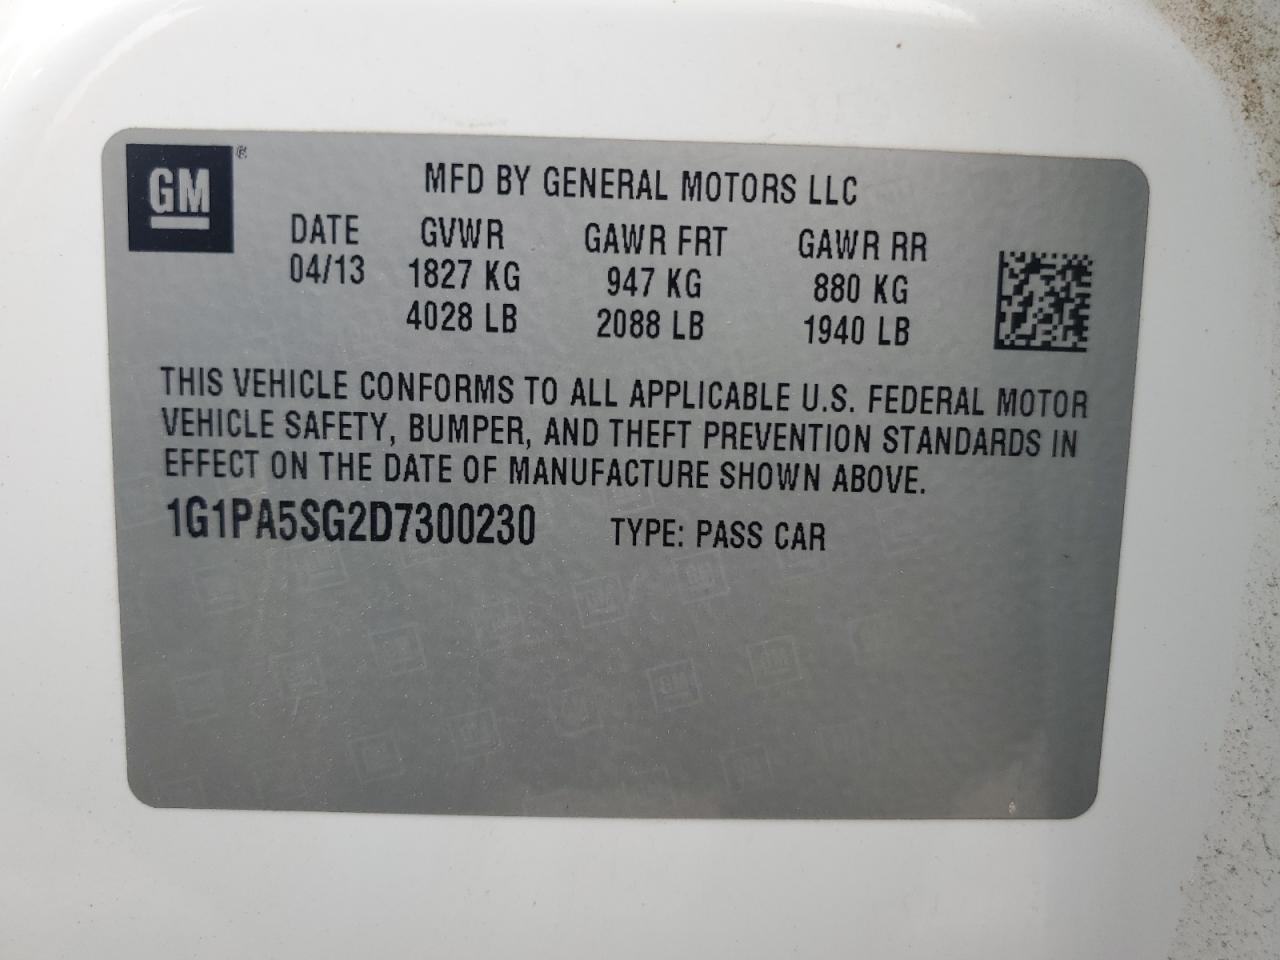 GM
MFD BY GENERAL MOTORS LLC
DATE GVWR GAWR FRT GAWR RR
04/13 1827 KG 947 KG 880 KG
4028 LB 2088 LB 1940 LB
THIS VEHICLE CONFORMS TO ALL APPLICABLE U.S. FEDERAL MOTOR
VEHICLE SAFETY, BUMPER, AND THEFT PREVENTION STANDARDS IN
EFFECT ON THE DATE OF MANUFACTURE SHOWN ABOVE.
1G1PA5SG2D7300230 TYPE: PASS CAR